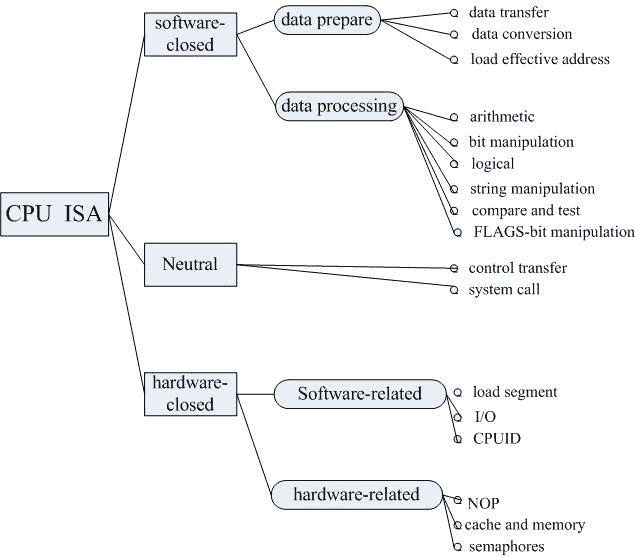 CPU ISA
software-
closed
data prepare
data transfer
data conversion
load effective address
data processing
arithmetic
bit manipulation
logical
string manipulation
compare and test
FLAGS-bit manipulation
Neutral
control transfer
system call
hardware-
closed
Software-related
load segment
I/O
CPUID
hardware-related
NOP
cache and memory
semaphores